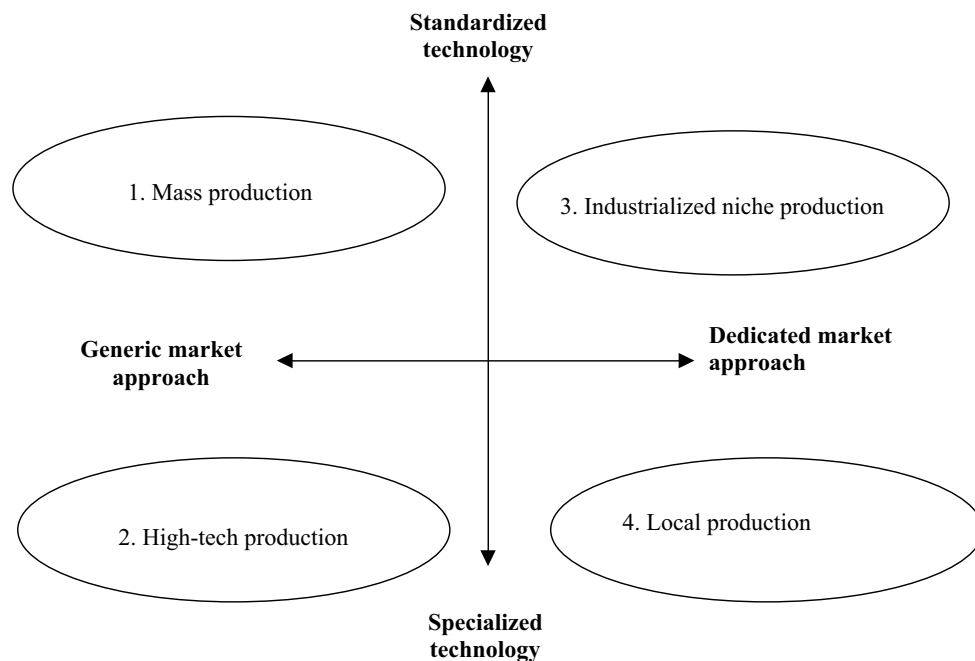 Standardized
technology
1. Mass production
3. Industrialized niche production
Generic market
approach
Dedicated market
approach
2. High-tech production
4. Local production
Specialized
technology